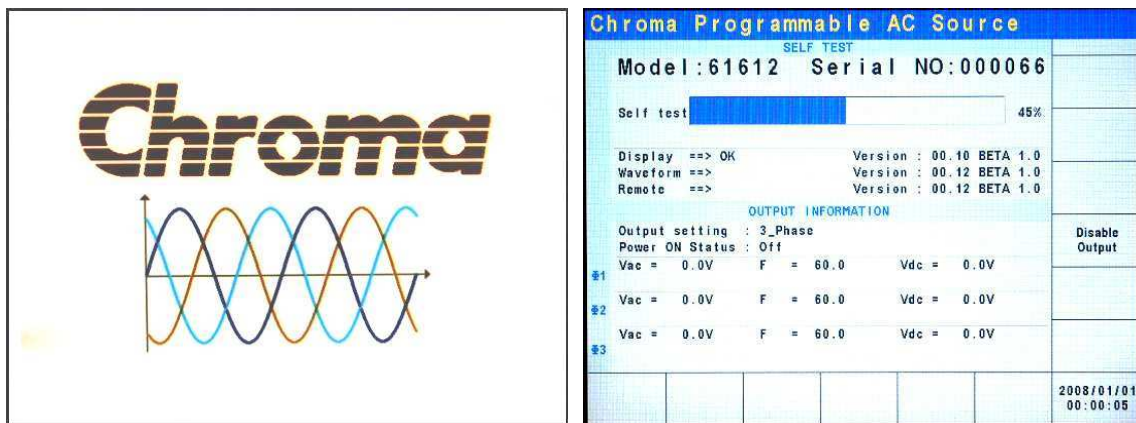 Chroma
Chroma Programmable AC Source
SELF TEST
Model:61612 Serial NO:000066
Self test 45%
Display ==> OK Version : 00.10 BETA 1.0
Waveform ==> Version : 00.12 BETA 1.0
Remote ==> Version : 00.12 BETA 1.0
OUTPUT INFORMATION
Output setting : 3_Phase
Power ON Status : Off
Disable
Output
Φ1 Vac = 0.0V F = 60.0 Vdc = 0.0V
Φ2 Vac = 0.0V F = 60.0 Vdc = 0.0V
Φ3 Vac = 0.0V F = 60.0 Vdc = 0.0V
2008/01/01
00:00:05